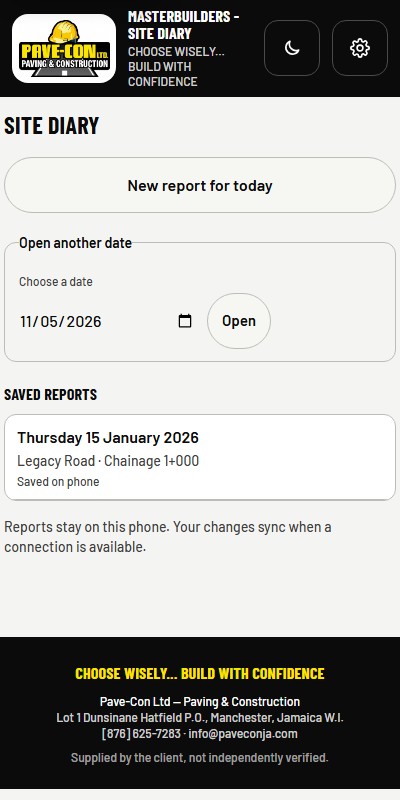 PAVE-CON LTD.
PAVING & CONSTRUCTION
MASTERBUILDERS -
SITE DIARY
CHOOSE WISELY...
BUILD WITH
CONFIDENCE
SITE DIARY
New report for today
Open another date
Choose a date
11/05/2026
Open
SAVED REPORTS
Thursday 15 January 2026
Legacy Road · Chainage 1+000
Saved on phone
Reports stay on this phone. Your changes sync when a
connection is available.
CHOOSE WISELY... BUILD WITH CONFIDENCE
Pave-Con Ltd — Paving & Construction
Lot 1 Dunsinane Hatfield P.O., Manchester, Jamaica W.I.
[876] 625-7283 · info@paveconja.com
Supplied by the client, not independently verified.